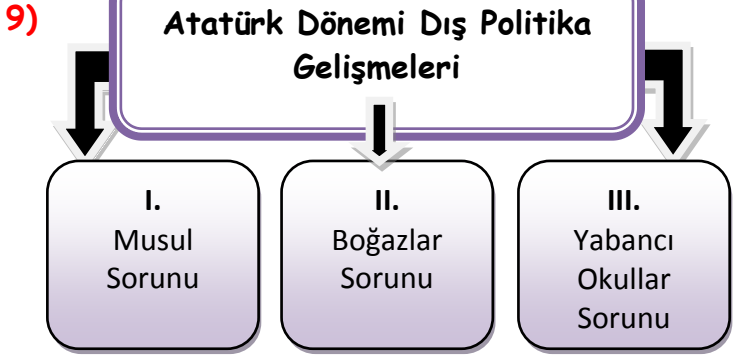 9)
Atatürk Dönemi Dış Politika
Gelişmeleri
I.
Musul
Sorunu
II.
Boğazlar
Sorunu
III.
Yabancı
Okullar
Sorunu